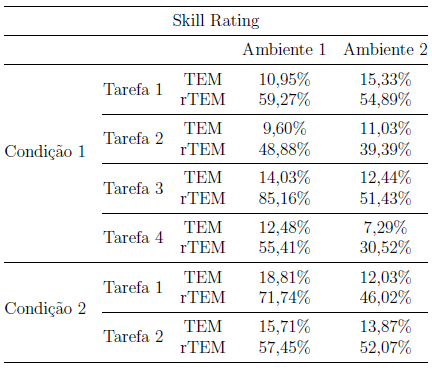 Skill Rating
Ambiente 1 Ambiente 2
Condição 1
Tarefa 1 TEM 10,95% 15,33%
rTEM 59,27% 54,89%
Tarefa 2 TEM 9,60% 11,03%
rTEM 48,88% 39,39%
Tarefa 3 TEM 14,03% 12,44%
rTEM 85,16% 51,43%
Tarefa 4 TEM 12,48% 7,29%
rTEM 55,41% 30,52%
Condição 2
Tarefa 1 TEM 18,81% 12,03%
rTEM 71,74% 46,02%
Tarefa 2 TEM 15,71% 13,87%
rTEM 57,45% 52,07%